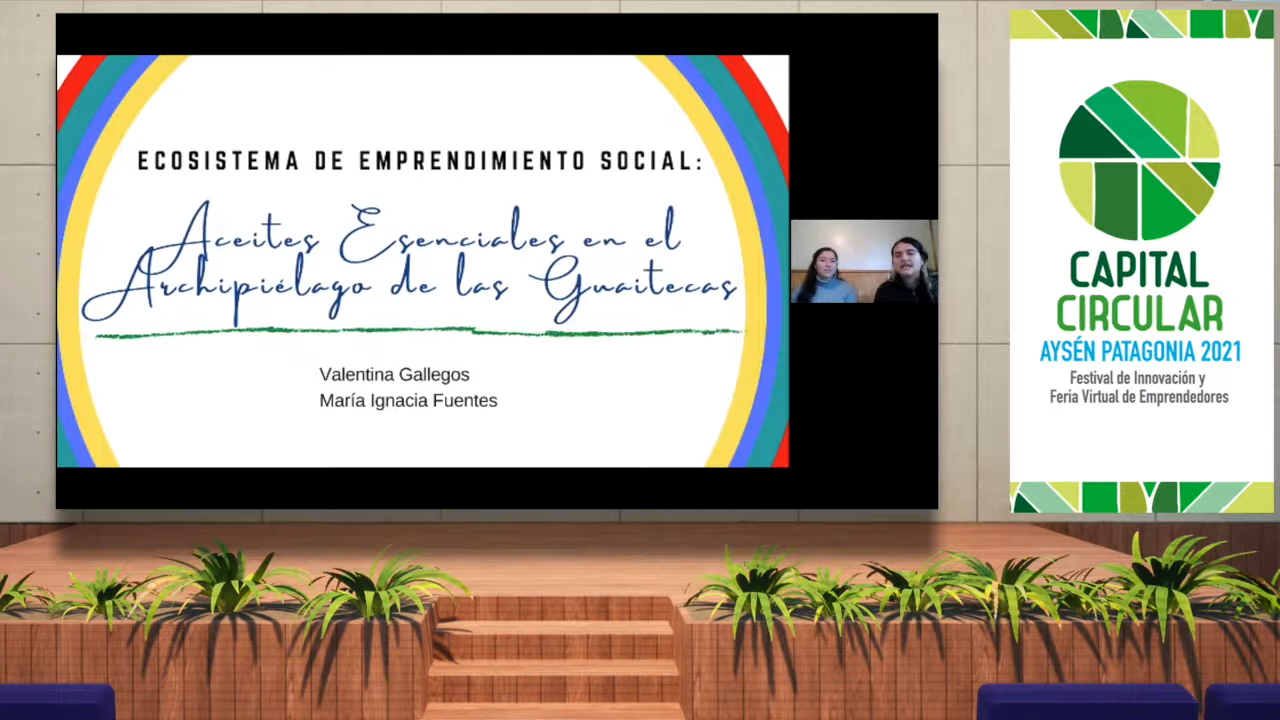 ECOSISTEMA DE EMPRENDIMIENTO SOCIAL:
Aceites Esenciales en el
Archipiélago de las Guaitecas
Valentina Gallegos
María Ignacia Fuentes
CAPITAL
CIRCULAR
AYSÉN PATAGONIA 2021
Festival de Innovación y
Feria Virtual de Emprendedores